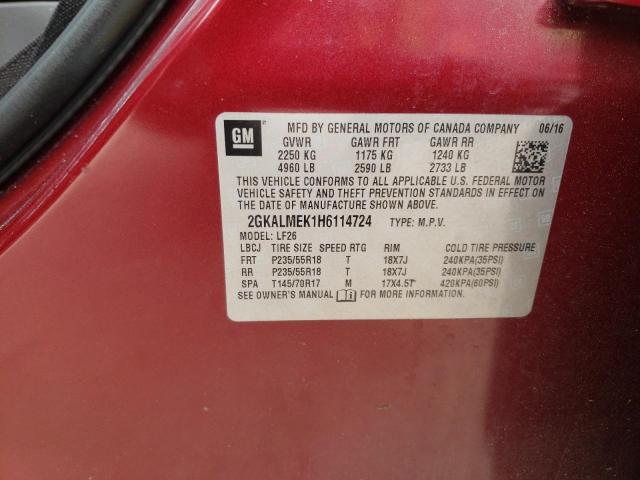 GM MFD BY GENERAL MOTORS OF CANADA COMPANY 06/16
GVWR GAWR FRT GAWR RR
2250 KG 1175 KG 1240 KG
4960 LB 2590 LB 2733 LB
THIS VEHICLE CONFORMS TO ALL APPLICABLE U.S. FEDERAL MOTOR
VEHICLE SAFETY AND THEFT PREVENTION STANDARDS IN EFFECT ON
THE DATE OF MANUFACTURE SHOWN ABOVE.
2GKALMEK1H6114724 TYPE: M.P.V.
MODEL: LF26
LBCJ TIRE SIZE SPEED RTG RIM COLD TIRE PRESSURE
FRT P235/55R18 T 18X7J 240KPA(35PSI)
RR P235/55R18 T 18X7J 240KPA(35PSI)
SPA T145/70R17 M 17X4.5T 420KPA(60PSI)
SEE OWNER'S MANUAL FOR MORE INFORMATION.